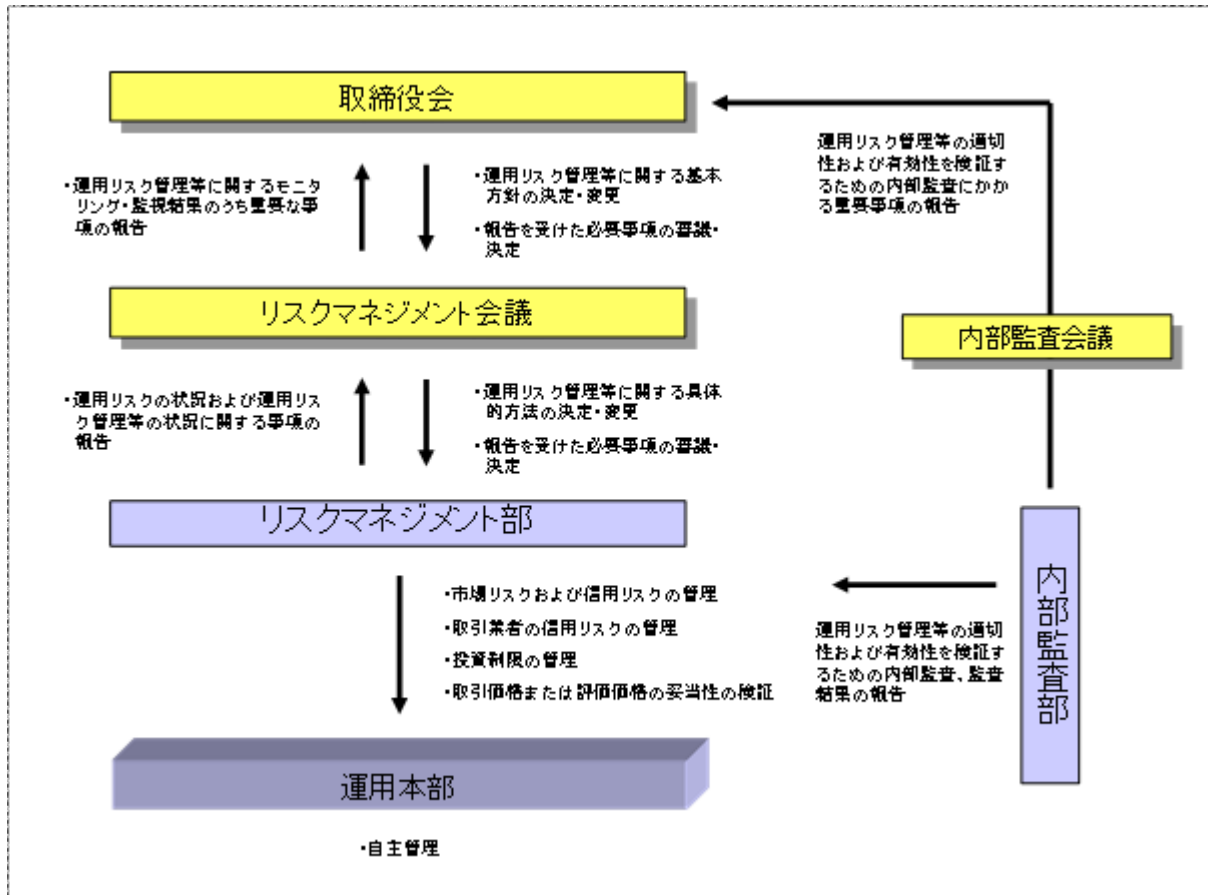 取締役会
・運用リスク管理等に関するモニタ
リング・監視結果のうち重要な事
項の報告
・運用リスク管理等に関する基本
方針の決定・変更
・報告を受けた必要事項の審議・
決定
運用リスク管理等の適切
性および有効性を検証す
るための内部監査にかか
る重要事項の報告
リスクマネジメント会議
内部監査会議
・運用リスクの状況および運用リス
ク管理等の状況に関する事項の
報告
・運用リスク管理等に関する具体
的方法の決定・変更
・報告を受けた必要事項の審議・
決定
リスクマネジメント部
・市場リスクおよび信用リスクの管理
・取引業者の信用リスクの管理
・投資制限の管理
・取引価格または評価価格の妥当性の検証
運用リスク管理等の適切
性および有効性を検証す
るための内部監査、監査
結果の報告
内部監査部
運用本部
・自主管理